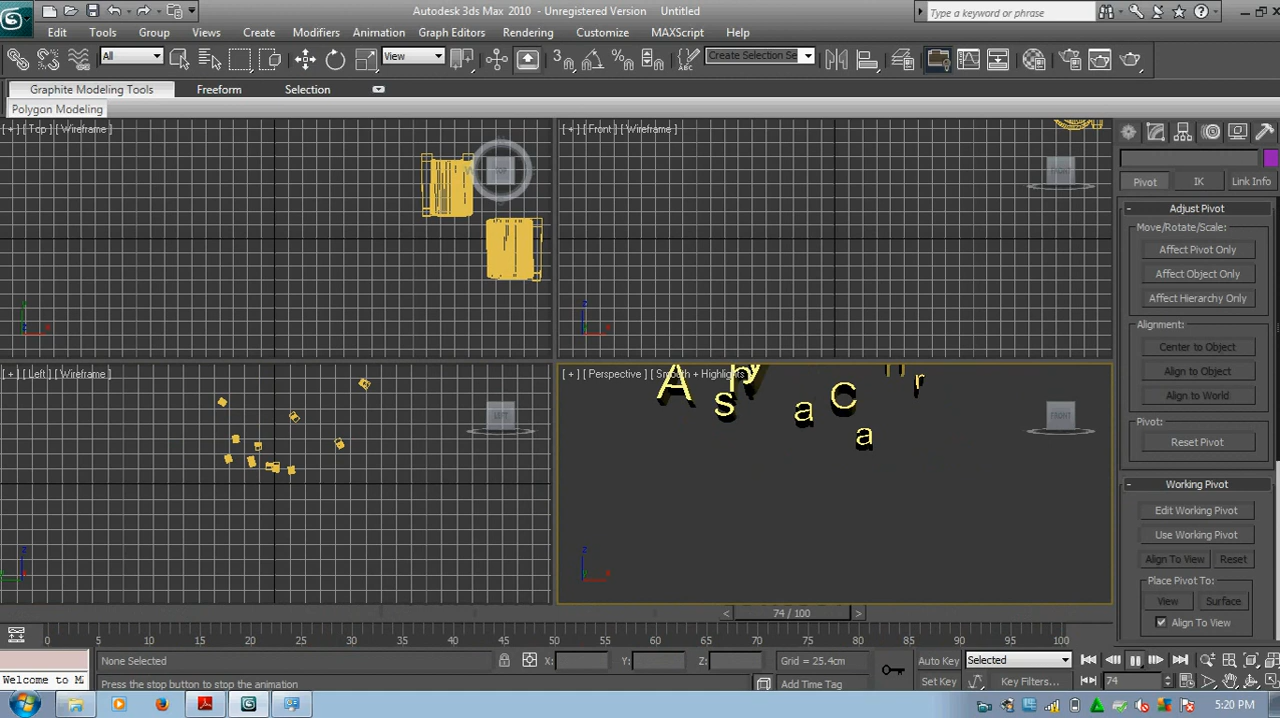 Autodesk 3ds Max 2010 - Unregistered Version Untitled
Type a keyword or phrase
Edit Tools Group Views Create Modifiers Animation Graph Editors Rendering Customize MAXScript Help
All View Create Selection Se
Graphite Modeling Tools Freeform Selection
Polygon Modeling
[ + ] [ Top ] [ Wireframe ]
[ + ] [ Front ] [ Wireframe ]
TOP
FRONT
Pivot IK Link Info
Adjust Pivot
Move/Rotate/Scale:
Affect Pivot Only
Affect Object Only
Affect Hierarchy Only
Alignment:
Center to Object
Align to Object
Align to World
Pivot:
Reset Pivot
Working Pivot
Edit Working Pivot
Use Working Pivot
Align To View Reset
Place Pivot To:
View Surface
Align To View
[ + ] [ Left ] [ Wireframe ]
[ + ] [ Perspective ] [ Smooth + Highlights ]
LEFT
FRONT
A s h y a C a n r
74 / 100
0 5 10 15 20 25 30 35 40 45 50 55 60 65 70 75 80 85 90 95 100
None Selected X: Y: Z: Grid = 25.4cm Auto Key Selected
Welcome to M Press the stop button to stop the animation Add Time Tag Set Key Key Filters... 74
5:20 PM